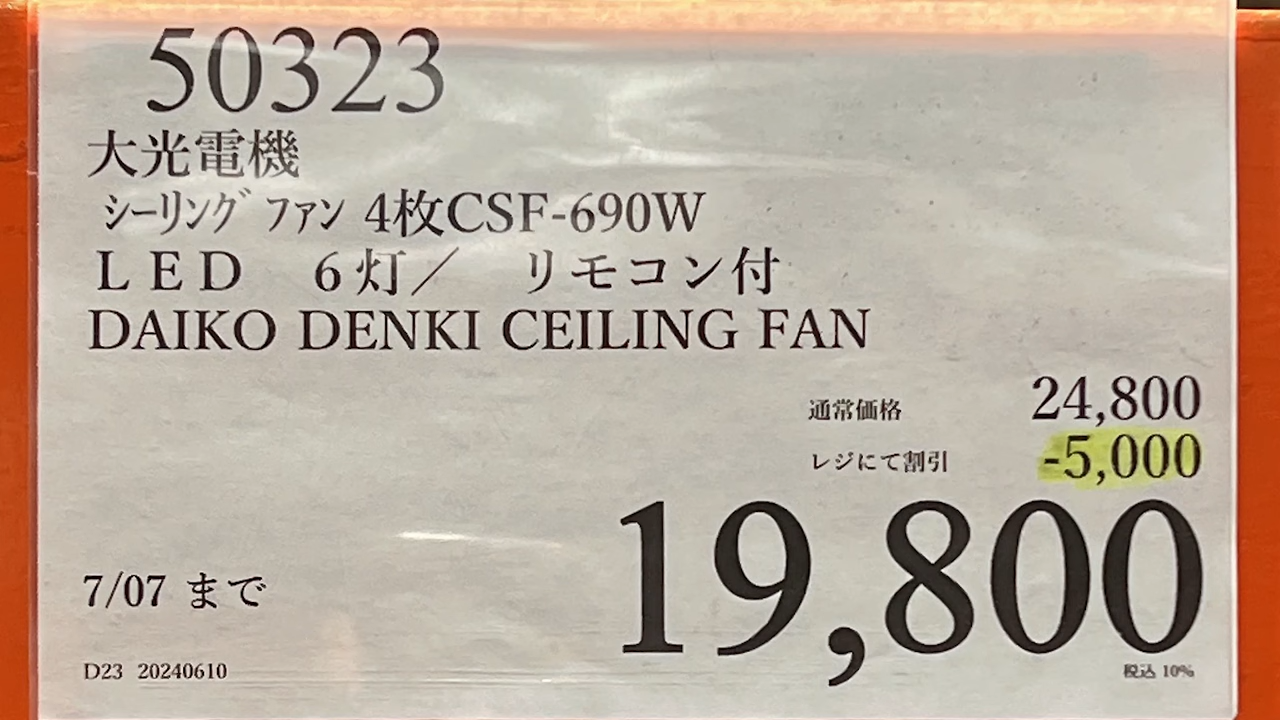 50323
大光電機
ｼｰﾘﾝｸﾞ ﾌｧﾝ 4枚CSF-690W
ＬＥＤ　６灯／　リモコン付
DAIKO DENKI CEILING FAN
通常価格 24,800
レジにて割引 -5,000
19,800
7/07 まで
D23 20240610
税込 10%